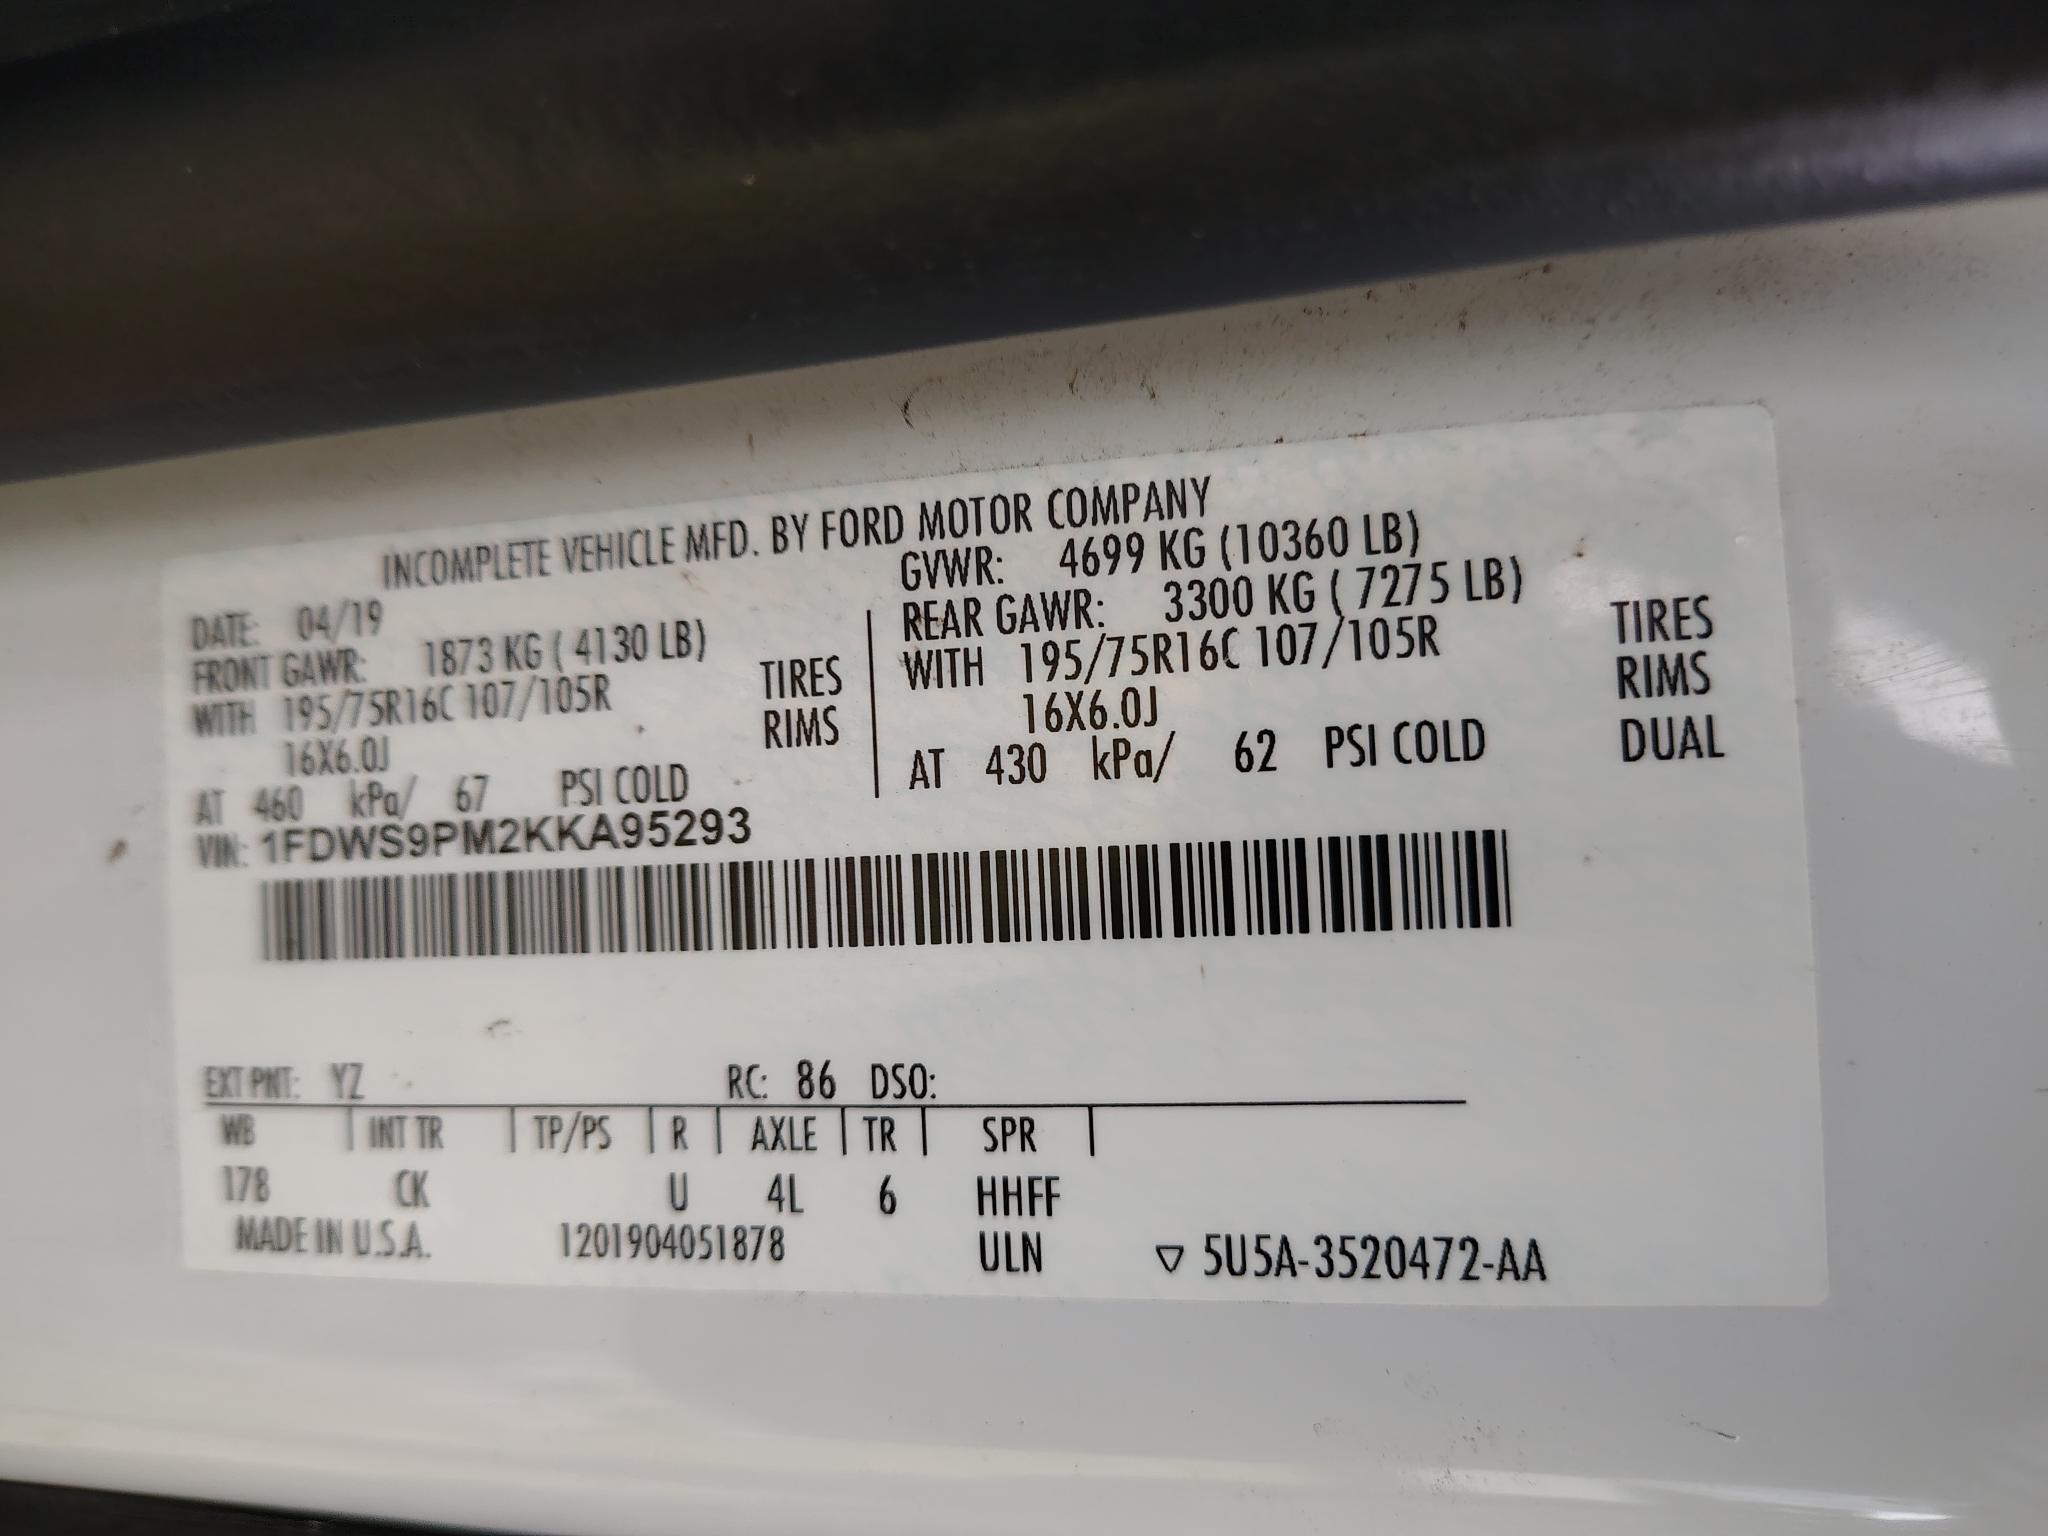 INCOMPLETE VEHICLE MFD. BY FORD MOTOR COMPANY
DATE: 04/19
GVWR: 4699 KG (10360 LB)
FRONT GAWR: 1873 KG ( 4130 LB)
WITH 195/75R16C 107/105R TIRES
16X6.0J RIMS
AT 460 kPa/ 67 PSI COLD
REAR GAWR: 3300 KG ( 7275 LB)
WITH 195/75R16C 107/105R TIRES
16X6.0J RIMS
AT 430 kPa/ 62 PSI COLD DUAL
VIN: 1FDWS9PM2KKA95293
EXT PNT: YZ RC: 86 DSO:
WB | INT TR | TP/PS | R | AXLE | TR | SPR |
178 CK U 4L 6 HHFF
MADE IN U.S.A. 1201904051878 ULN ▽ 5U5A-3520472-AA